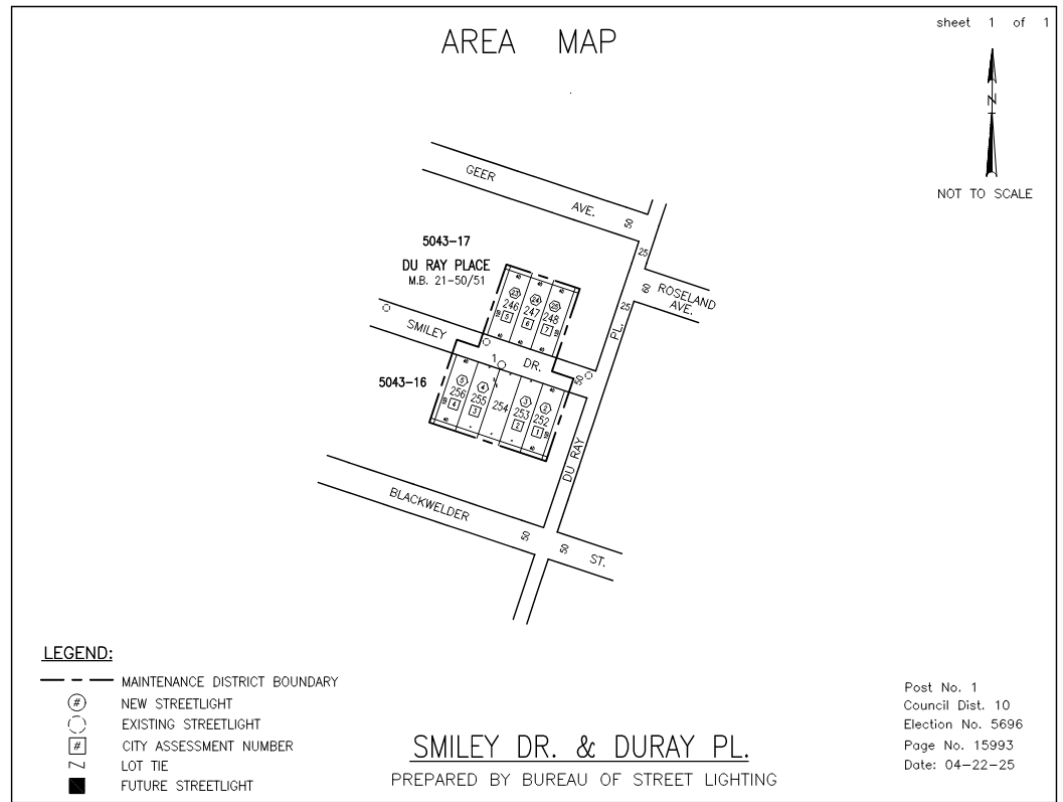 sheet 1 of 1
AREA MAP
N
NOT TO SCALE
GEER
AVE.
50
25
5043-17
DU RAY PLACE
M.B. 21-50/51
60
ROSELAND
AVE.
25
PL.
23 24 25
246 247 248
5 6 7
SMILEY
DR.
1
50
5043-16
5 4 3 2
256 255 254 253 252
4 3 2 1
DU RAY
BLACKWELDER
50
50
ST.
LEGEND:
MAINTENANCE DISTRICT BOUNDARY
# NEW STREETLIGHT
EXISTING STREETLIGHT
# CITY ASSESSMENT NUMBER
LOT TIE
FUTURE STREETLIGHT
SMILEY DR. & DURAY PL.
PREPARED BY BUREAU OF STREET LIGHTING
Post No. 1
Council Dist. 10
Election No. 5696
Page No. 15993
Date: 04-22-25